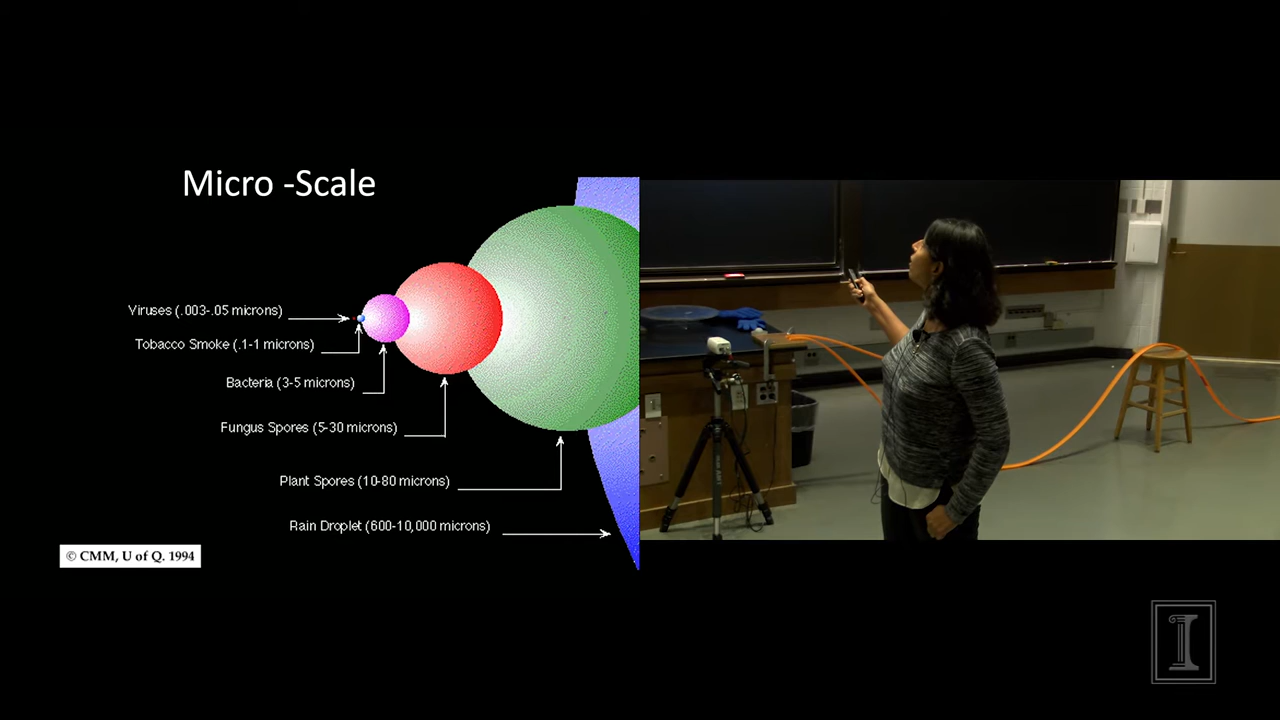 Micro -Scale
Viruses (.003-.05 microns)
Tobacco Smoke (.1-1 microns)
Bacteria (3-5 microns)
Fungus Spores (5-30 microns)
Plant Spores (10-80 microns)
Rain Droplet (600-10,000 microns)
© CMM, U of Q. 1994
I